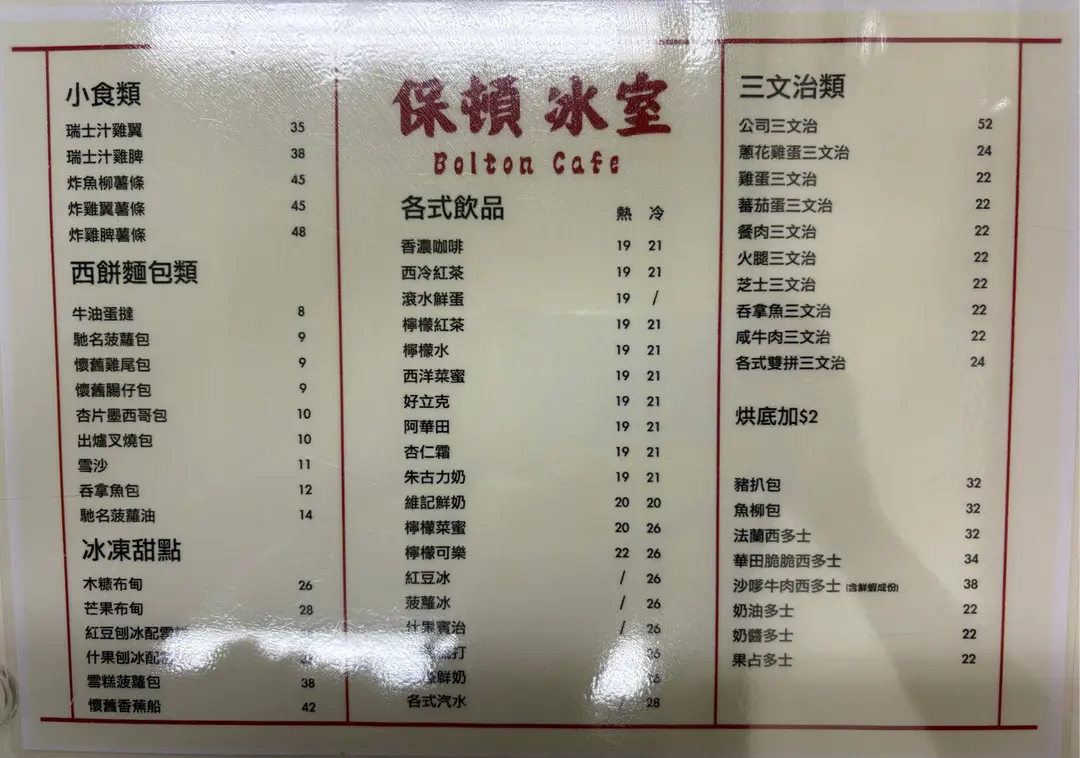 小食類
瑞士汁雞翼 35
瑞士汁雞脾 38
炸魚柳薯條 45
炸雞翼薯條 45
炸雞脾薯條 48
西餅麵包類
牛油蛋撻 8
馳名菠蘿包 9
懷舊雞尾包 9
懷舊腸仔包 9
杏片墨西哥包 10
出爐叉燒包 10
雪沙 11
吞拿魚包 12
馳名菠蘿油 14
冰凍甜點
木糠布甸 26
芒果布甸 28
紅豆刨冰配雲
什果刨冰配
雪糕菠蘿包 38
懷舊香蕉船 42
保頓冰室
Bolton Cafe
各式飲品 熱 冷
香濃咖啡 19 21
西冷紅茶 19 21
滾水鮮蛋 19 /
檸檬紅茶 19 21
檸檬水 19 21
西洋菜蜜 19 21
好立克 19 21
阿華田 19 21
杏仁霜 19 21
朱古力奶 19 21
維記鮮奶 20 20
檸檬菜蜜 20 26
檸檬可樂 22 26
紅豆冰 / 26
菠蘿冰 / 26
什果賓治 / 26
打 26
鮮奶
各式汽水 / 28
三文治類
公司三文治 52
蔥花雞蛋三文治 24
雞蛋三文治 22
蕃茄蛋三文治 22
餐肉三文治 22
火腿三文治 22
芝士三文治 22
吞拿魚三文治 22
咸牛肉三文治 22
各式雙拼三文治 24
烘底加$2
豬扒包 32
魚柳包 32
法蘭西多士 32
華田脆脆西多士 34
沙嗲牛肉西多士 (含鮮蝦成份) 38
奶油多士 22
奶醬多士 22
果占多士 22